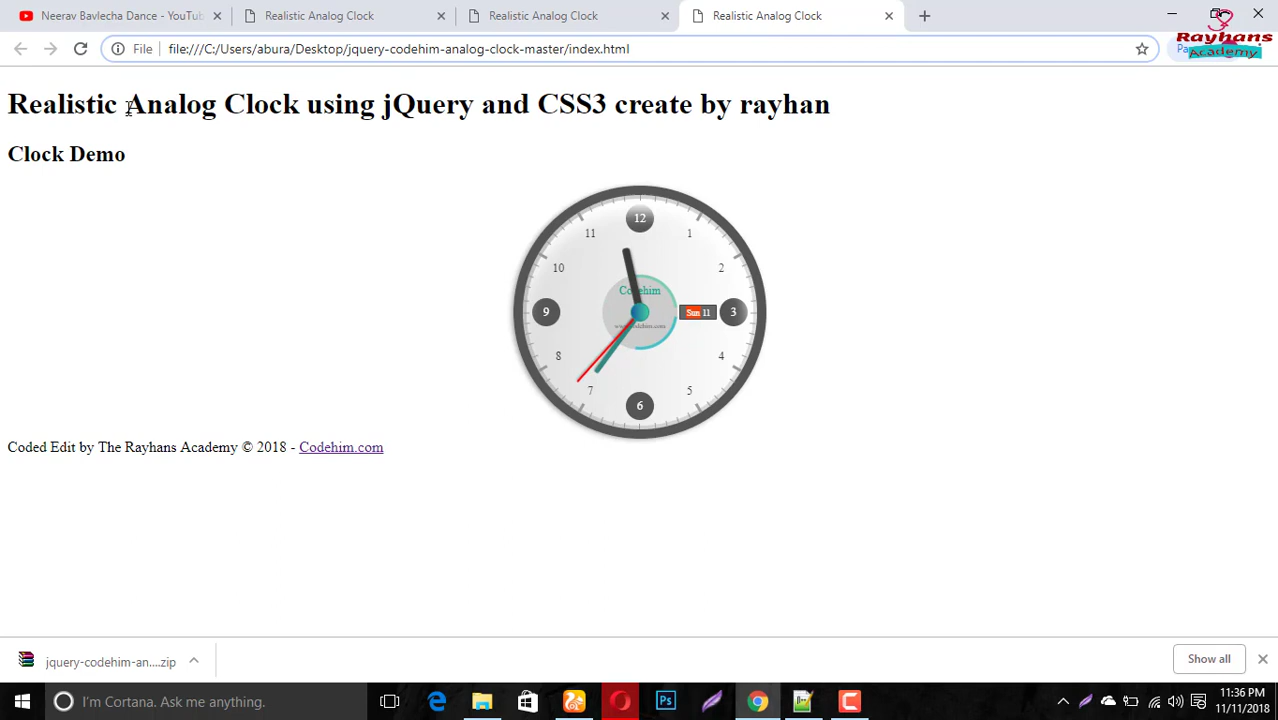 Neerav Bavlecha Dance - YouTu
Realistic Analog Clock
Realistic Analog Clock
Realistic Analog Clock
Rayhans
Academy
File
file:///C:/Users/abura/Desktop/jquery-codehim-analog-clock-master/index.html
Realistic Analog Clock using jQuery and CSS3 create by rayhan
Clock Demo
12
11
1
10
2
Codehim
9
Sun 11
3
8
4
7
5
6
Coded Edit by The Rayhans Academy © 2018 - Codehim.com
jquery-codehim-an....zip
Show all
I'm Cortana. Ask me anything.
Ps
11:36 PM
11/11/2018